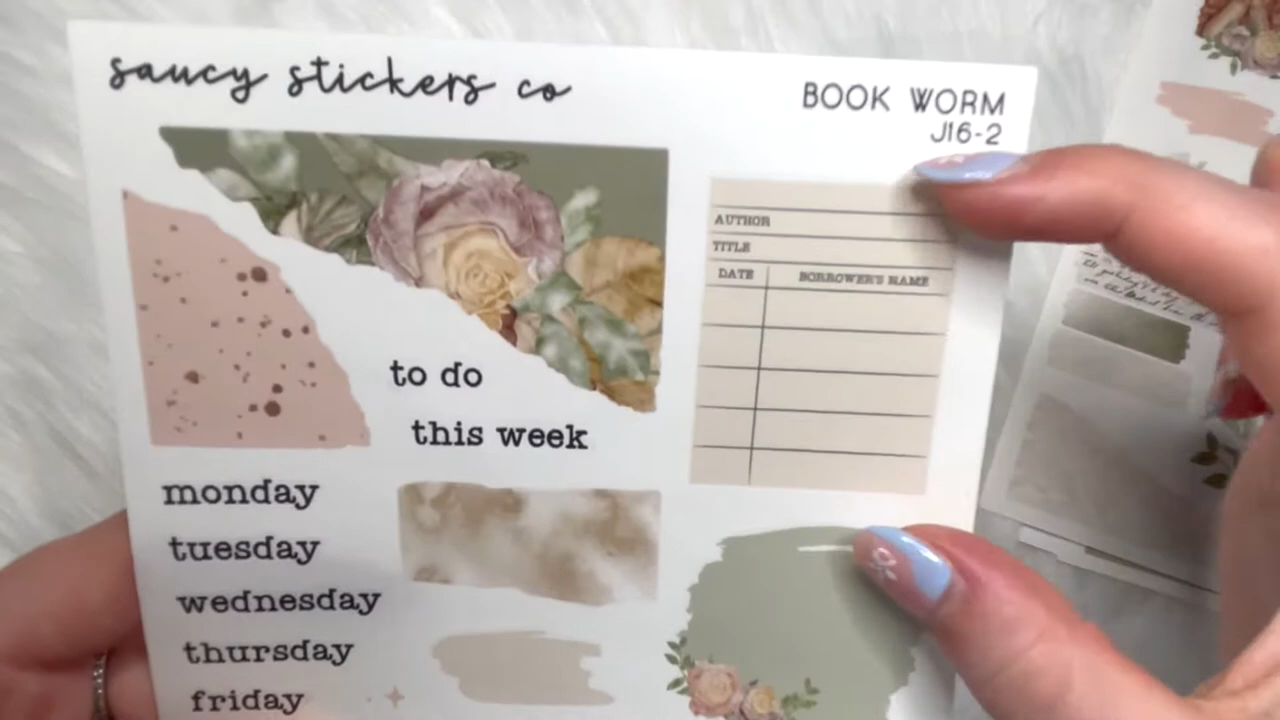 saucy stickers co
BOOK WORM
J16-2
AUTHOR
TITLE
DATE BORROWER'S NAME
to do
this week
monday
tuesday
wednesday
thursday
friday